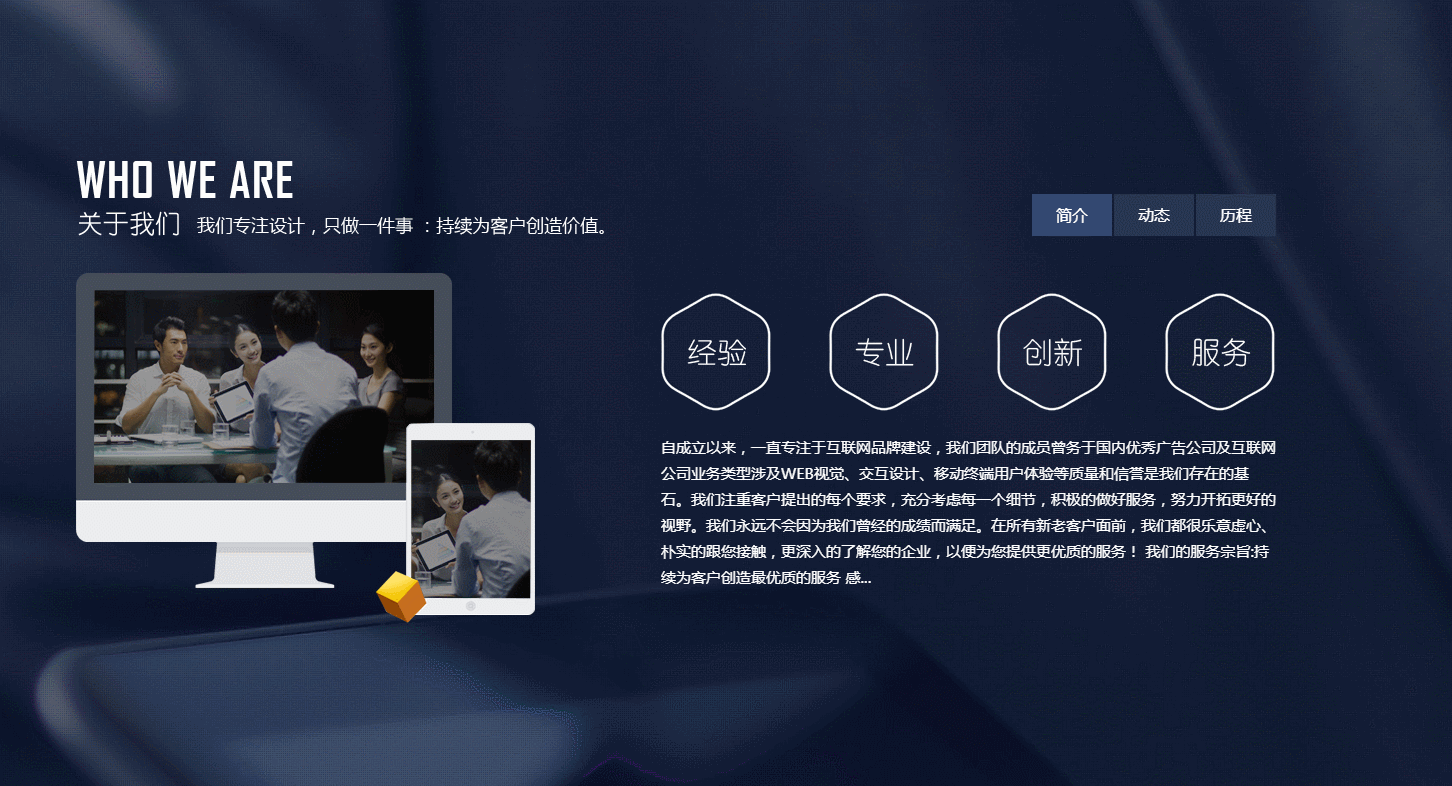 WHO WE ARE
关于我们 我们专注设计，只做一件事 ：持续为客户创造价值。
简介 动态 历程
经验 专业 创新 服务
自成立以来，一直专注于互联网品牌建设，我们团队的成员曾务于国内优秀广告公司及互联网
公司业务类型涉及WEB视觉、交互设计、移动终端用户体验等质量和信誉是我们存在的基
石。我们注重客户提出的每个要求，充分考虑每一个细节，积极的做好服务，努力开拓更好的
视野。我们永远不会因为我们曾经的成绩而满足。在所有新老客户面前，我们都很乐意虚心、
朴实的跟您接触，更深入的了解您的企业，以便为您提供更优质的服务！ 我们的服务宗旨:持
续为客户创造最优质的服务 感...